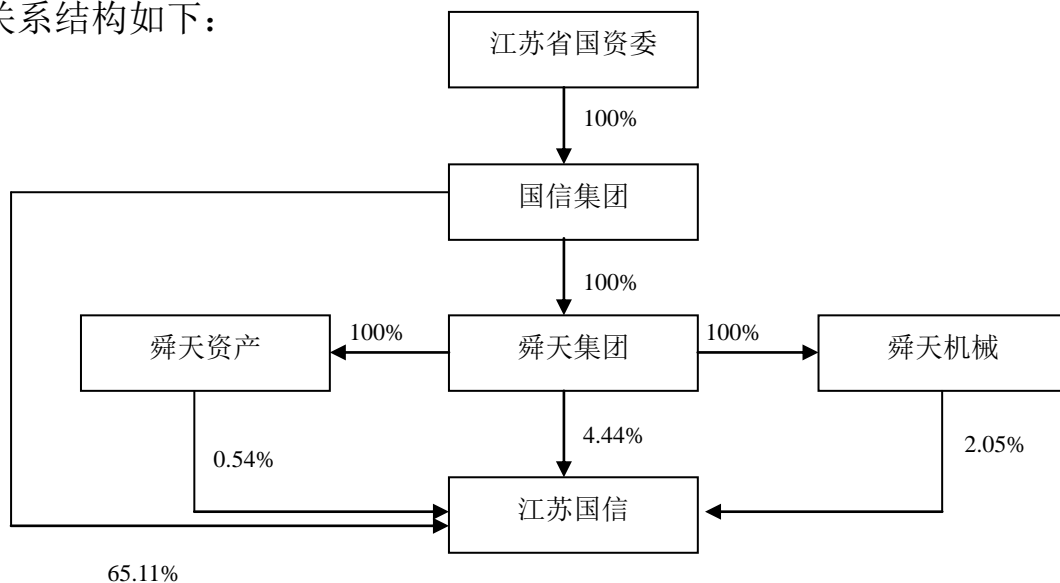 关系结构如下：
江苏省国资委
100%
国信集团
100%
舜天资产
100%
舜天集团
100%
舜天机械
0.54%
4.44%
2.05%
江苏国信
65.11%